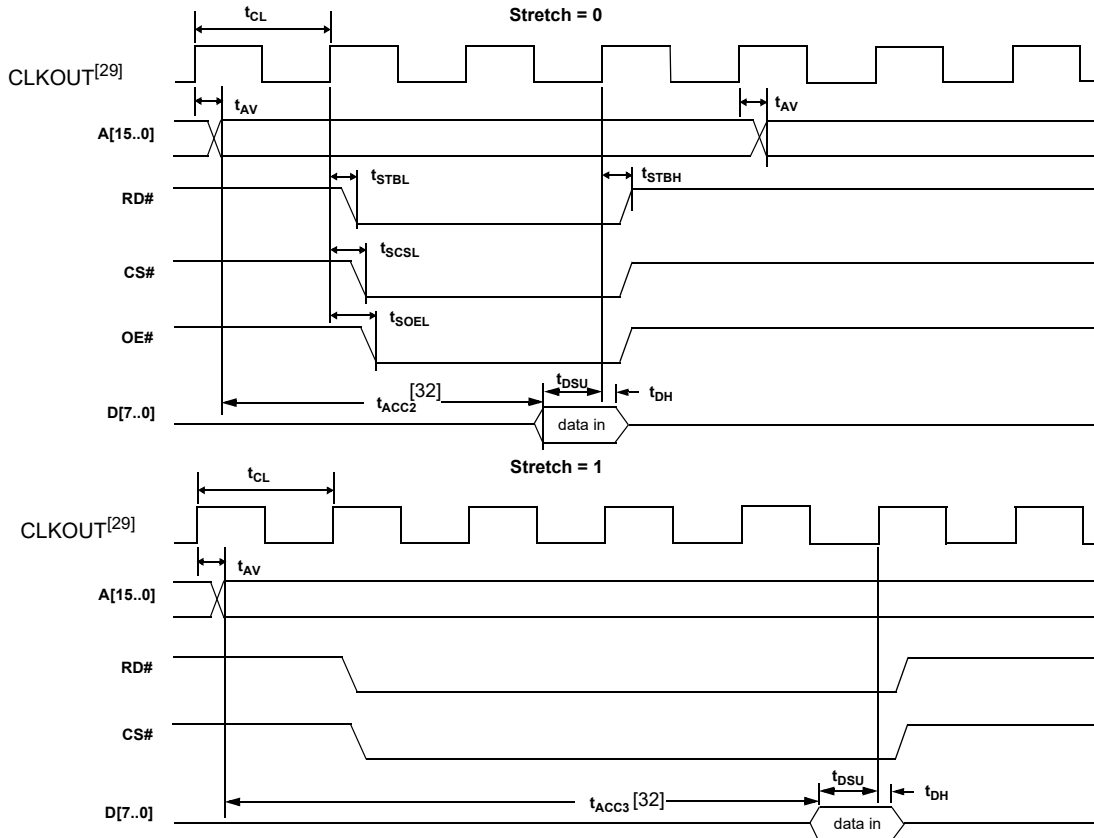 Stretch = 0
tCL
CLKOUT[29]
tAV
tAV
A[15..0]
tSTBL
tSTBH
RD#
tSCSL
CS#
tSOEL
OE#
tDSU
tACC2[32]
tDH
D[7..0]
data in
Stretch = 1
tCL
CLKOUT[29]
tAV
A[15..0]
RD#
CS#
tDSU
tACC3[32]
tDH
D[7..0]
data in